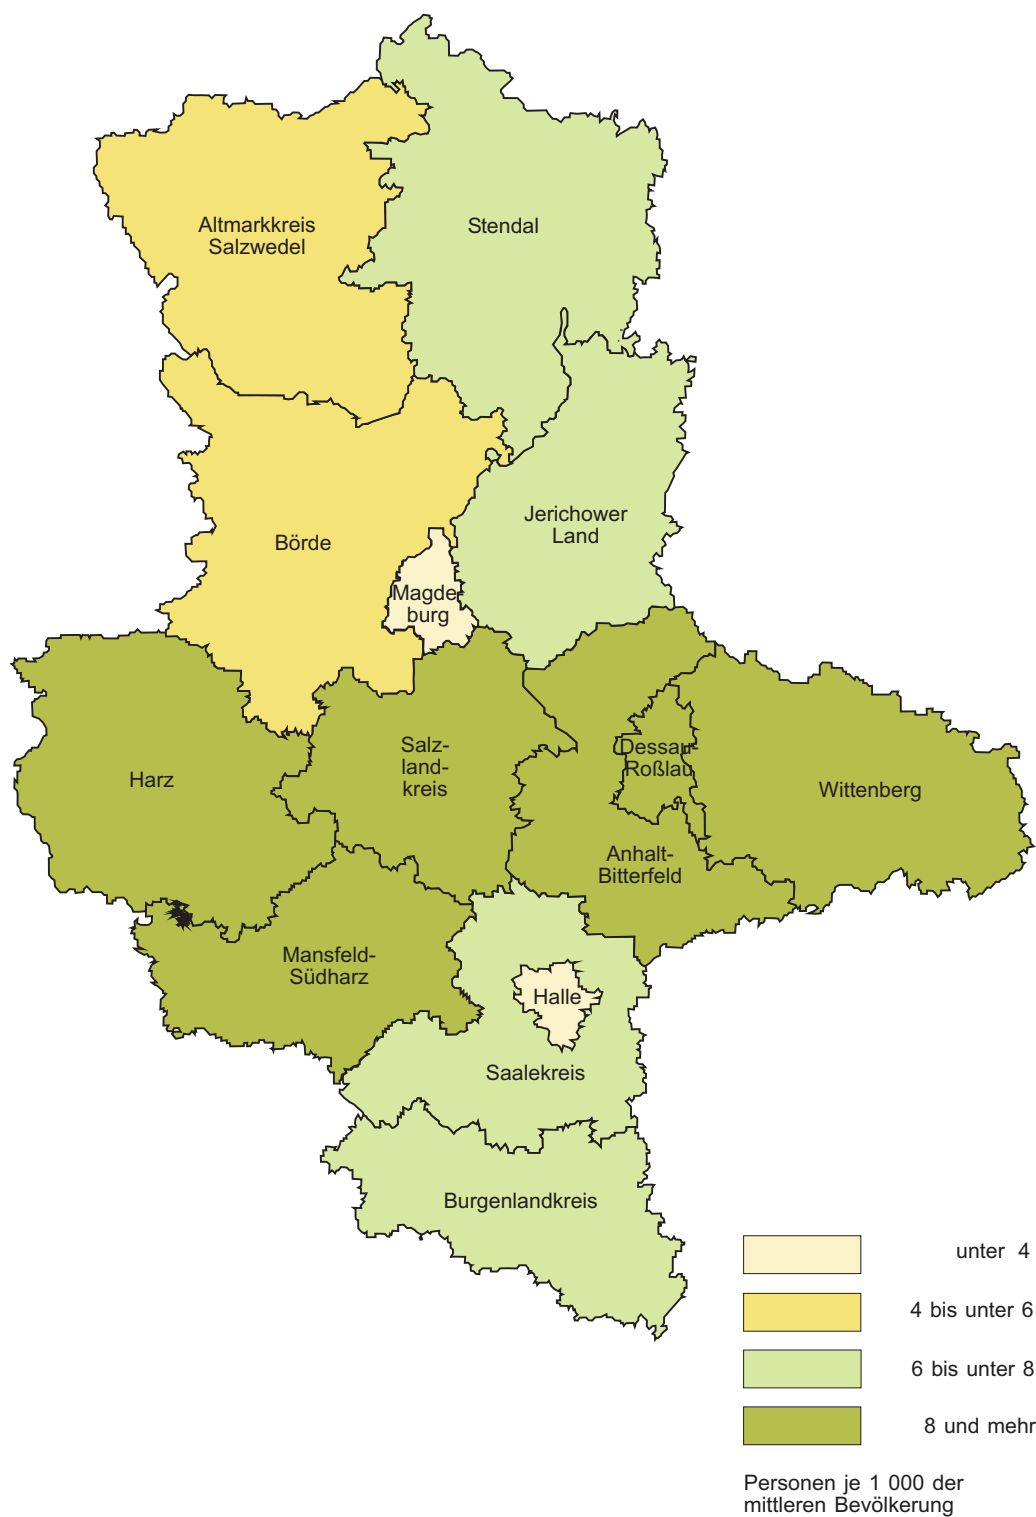 Altmarkkreis
Salzwedel
Stendal
Jerichower
Land
Börde
Magde-
burg
Harz
Salz-
land-
kreis
Dessau-
Roßlau
Wittenberg
Anhalt-
Bitterfeld
Mansfeld-
Südharz
Halle
Saalekreis
Burgenlandkreis
unter 4
4 bis unter 6
6 bis unter 8
8 und mehr
Personen je 1 000 der
mittleren Bevölkerung